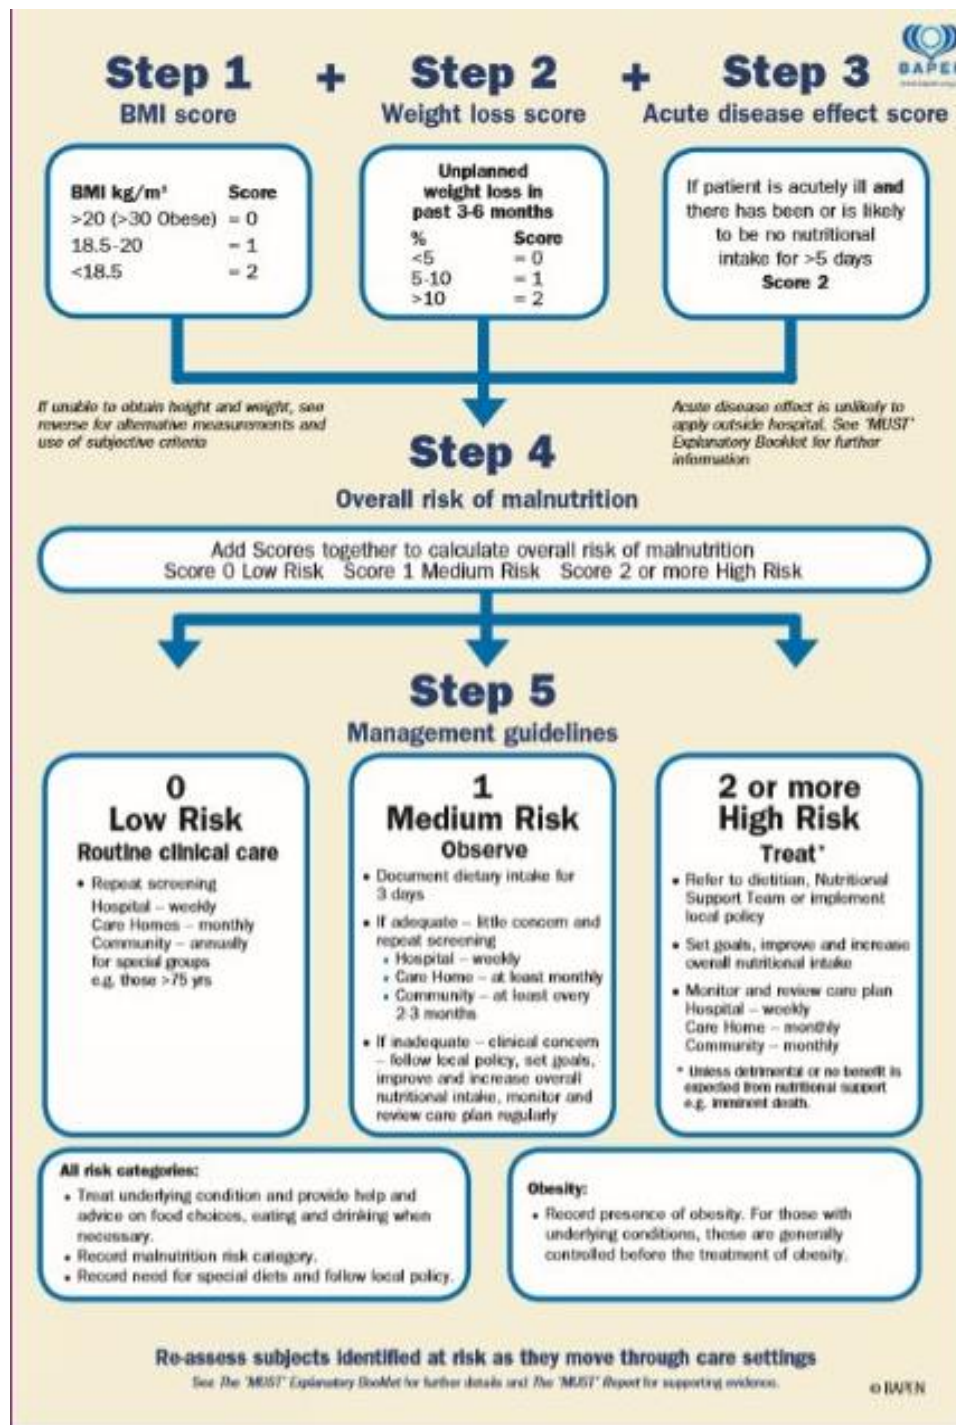 BAPEN
Step 1 + Step 2 + Step 3
BMI score
Weight loss score
Acute disease effect score
BMI kg/m² Score
>20 (>30 Obese) = 0
18.5-20 = 1
<18.5 = 2
Unplanned
weight loss in
past 3-6 months
% Score
<5 = 0
5-10 = 1
>10 = 2
If patient is acutely ill and
there has been or is likely
to be no nutritional
intake for >5 days
Score 2
If unable to obtain height and weight, see
reverse for alternative measurements and
use of subjective criteria
Acute disease effect is unlikely to
apply outside hospital. See 'MUST'
Explanatory Booklet for further
information
Step 4
Overall risk of malnutrition
Add Scores together to calculate overall risk of malnutrition
Score 0 Low Risk Score 1 Medium Risk Score 2 or more High Risk
Step 5
Management guidelines
0
Low Risk
Routine clinical care
• Repeat screening
Hospital – weekly
Care Homes – monthly
Community – annually
for special groups
e.g. those >75 yrs
1
Medium Risk
Observe
• Document dietary intake for
3 days
• If adequate – little concern and
repeat screening
• Hospital – weekly
• Care Home – at least monthly
• Community – at least every
2-3 months
• If inadequate – clinical concern
– follow local policy, set goals,
improve and increase overall
nutritional intake, monitor and
review care plan regularly
2 or more
High Risk
Treat*
• Refer to dietitian, Nutritional
Support Team or implement
local policy
• Set goals, improve and increase
overall nutritional intake
• Monitor and review care plan
Hospital – weekly
Care Home – monthly
Community – monthly
* Unless detrimental or no benefit is
expected from nutritional support
e.g. imminent death.
All risk categories:
• Treat underlying condition and provide help and
advice on food choices, eating and drinking when
necessary.
• Record malnutrition risk category.
• Record need for special diets and follow local policy.
Obesity:
• Record presence of obesity. For those with
underlying conditions, these are generally
controlled before the treatment of obesity.
Re-assess subjects identified at risk as they move through care settings
See The 'MUST' Explanatory Booklet for further details and The 'MUST' Report for supporting evidence.
© BAPEN